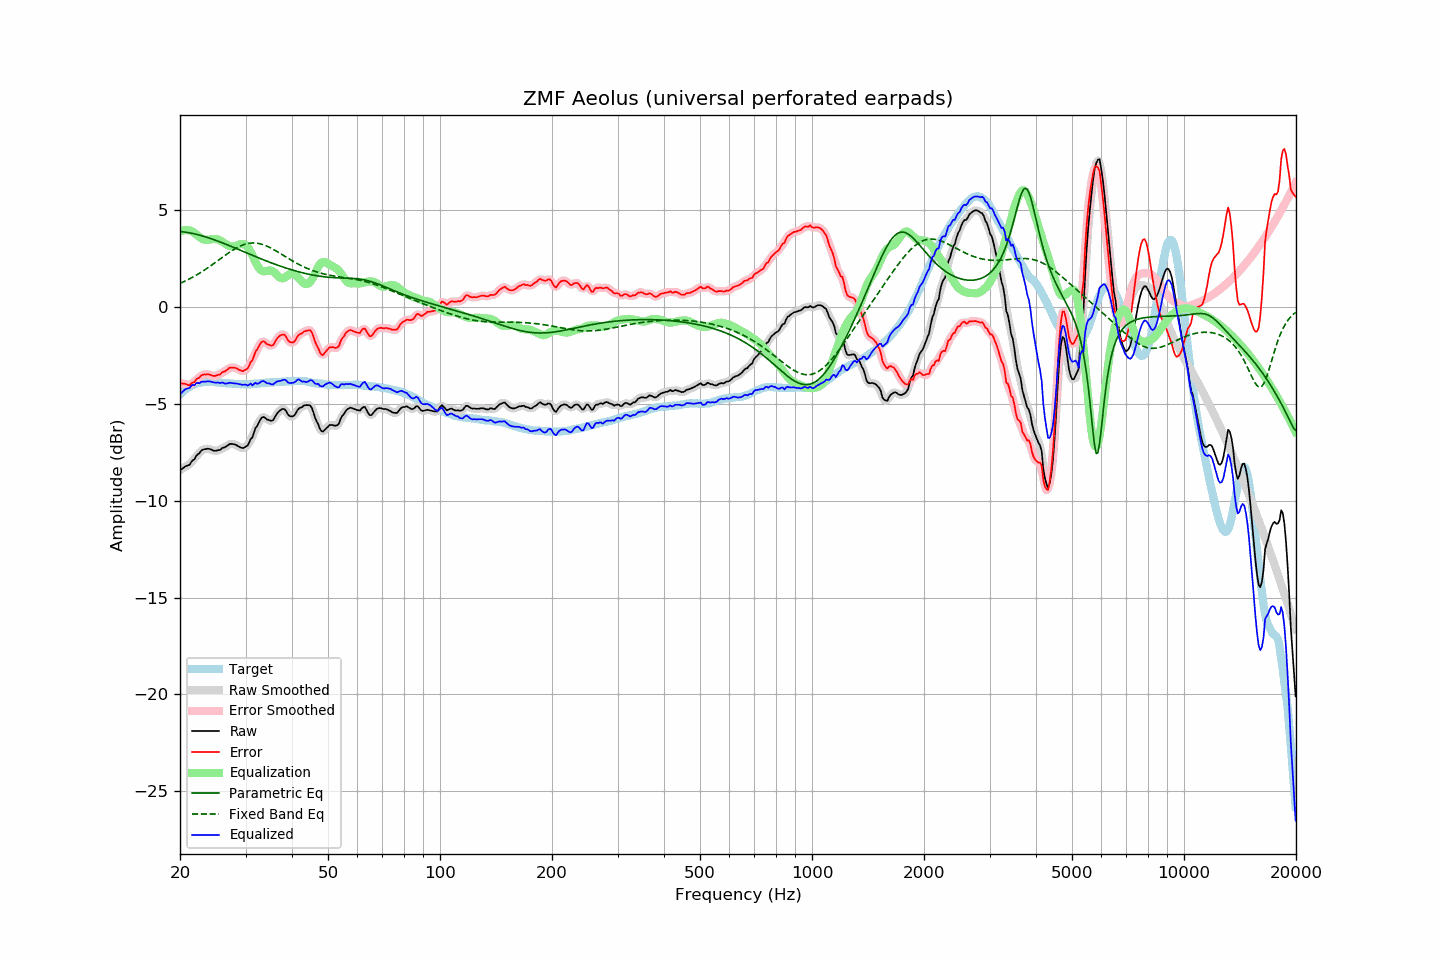 ZMF Aeolus (universal perforated earpads)
Amplitude (dBr)
5
0
−5
−10
−15
−20
−25
Target
Raw Smoothed
Error Smoothed
Raw
Error
Equalization
Parametric Eq
Fixed Band Eq
Equalized
20 50 100 200 500 1000 2000 5000 10000 20000
Frequency (Hz)